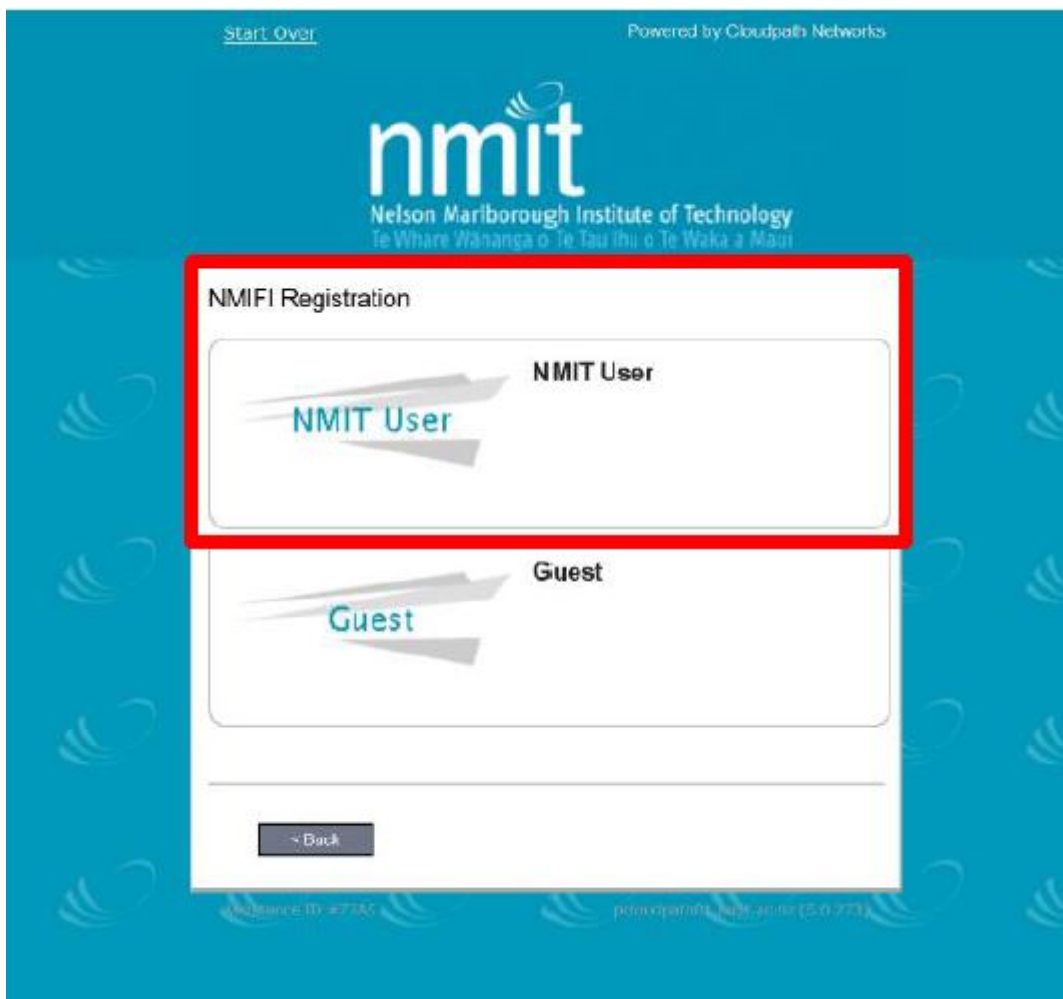 Start Over
Powered by Cloudpath Networks
nmit
Nelson Marlborough Institute of Technology
Te Whare Wānanga o Te Tau Ihu o Te Waka a Māui
NMIFI Registration
NMIT User
NMIT User
Guest
Guest
< Back